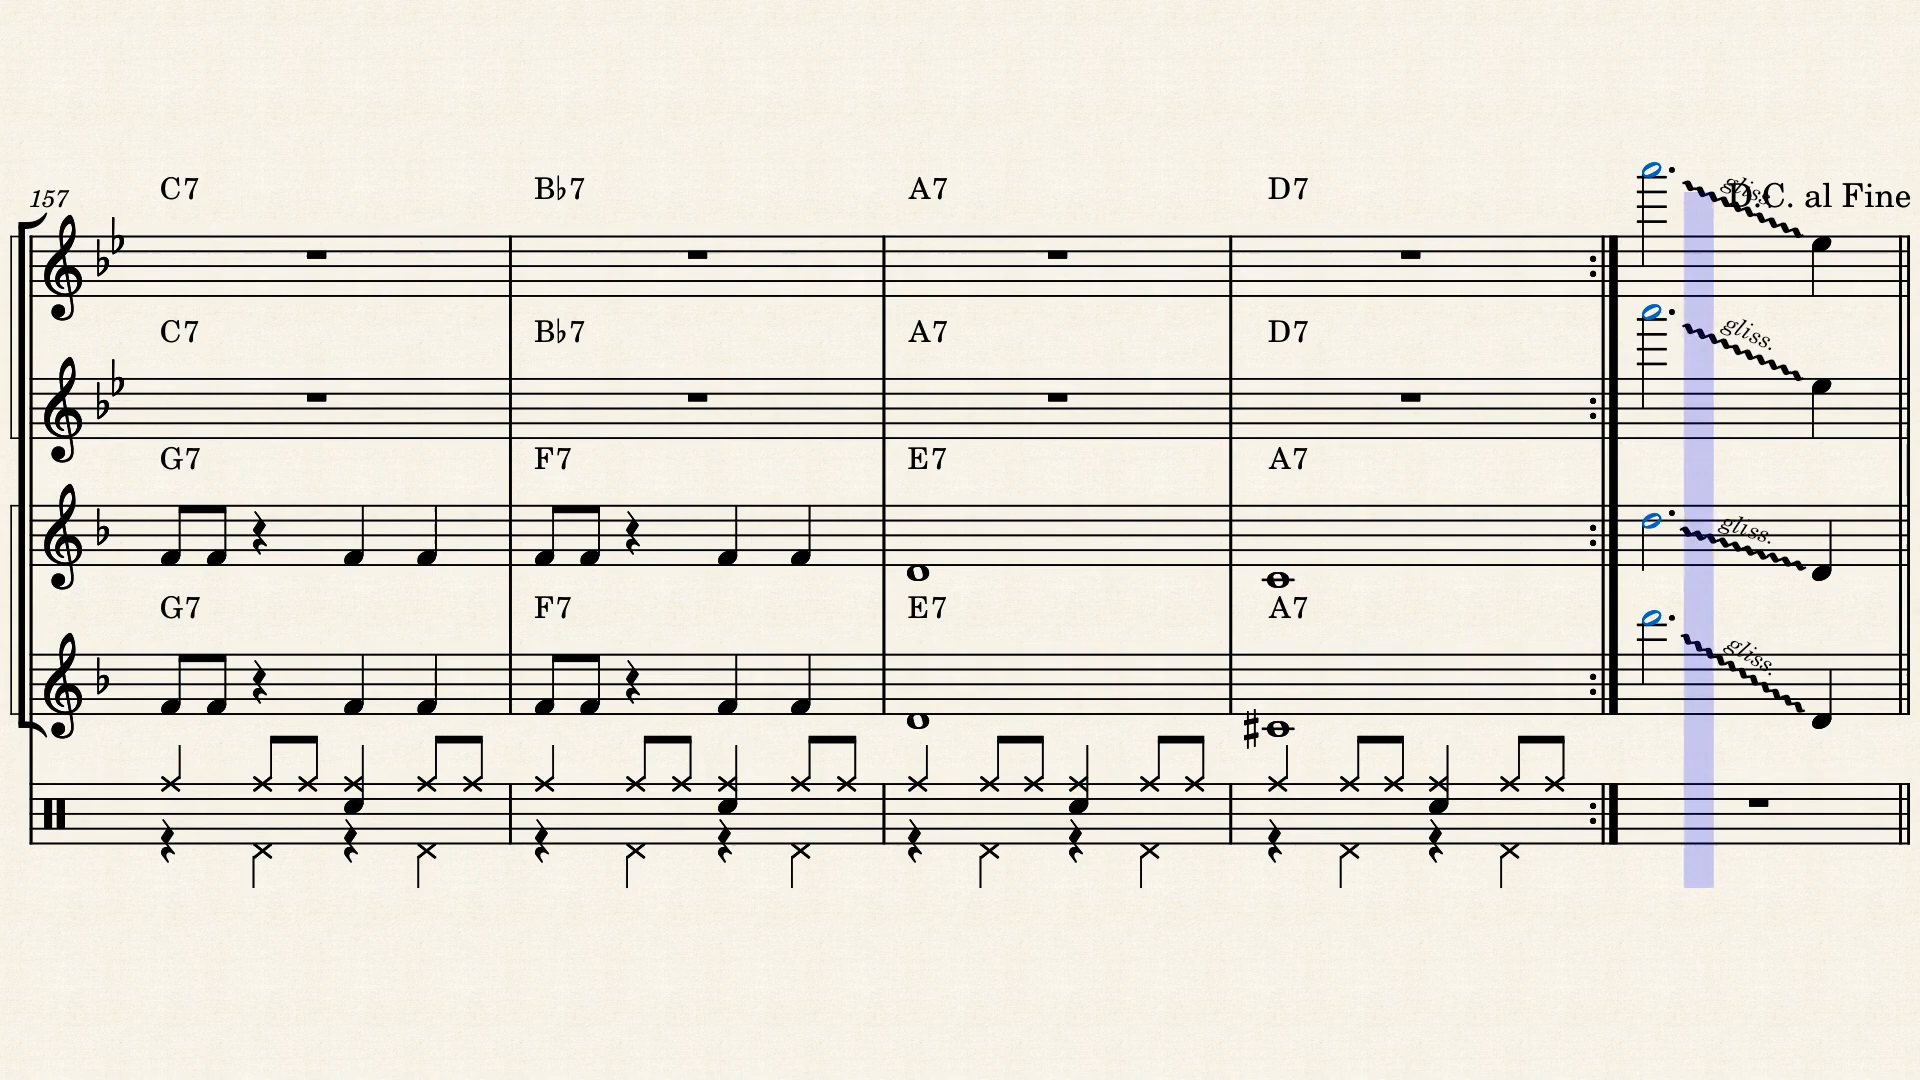 157 C7 B♭7 A7 D7 gliss. D.C. al Fine
C7 B♭7 A7 D7 gliss.
G7 F7 E7 A7 gliss.
G7 F7 E7 A7 gliss.